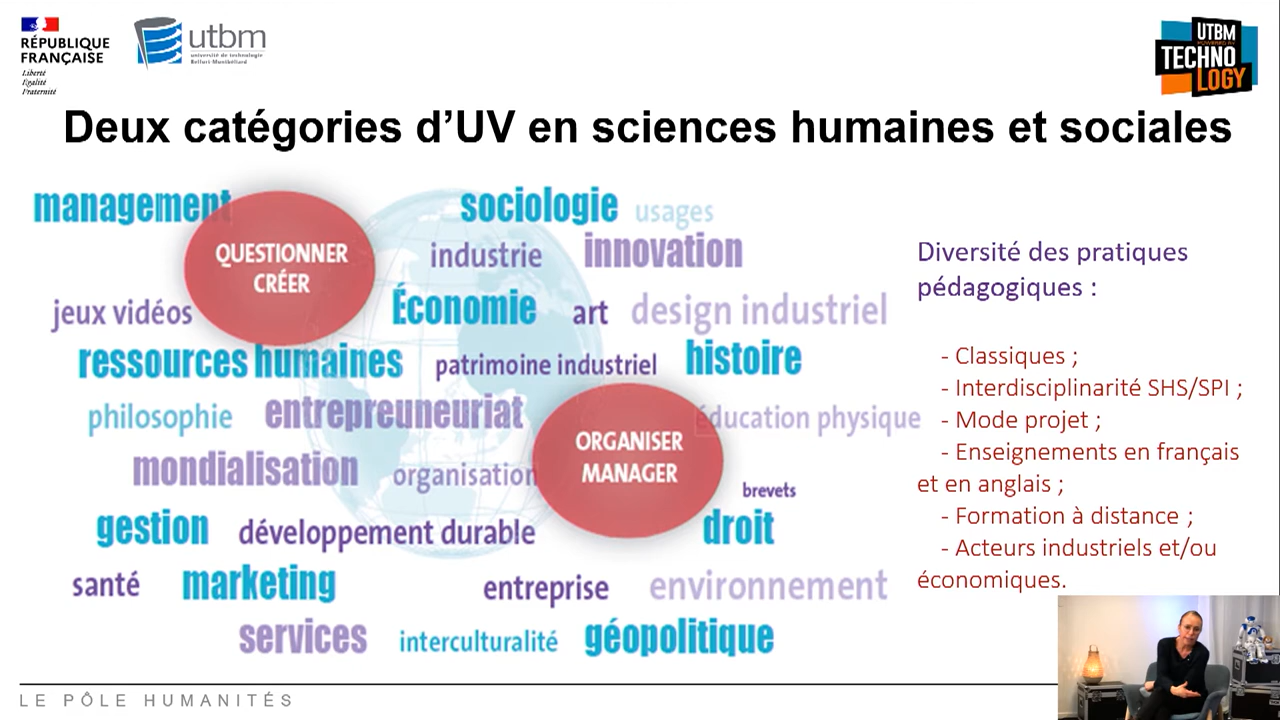 RÉPUBLIQUE
FRANÇAISE
Liberté
Égalité
Fraternité
utbm
université de technologie
Belfort-Montbéliard
UTBM
POWERED BY
TECHNO
LOGY
Deux catégories d’UV en sciences humaines et sociales
management
QUESTIONNER
CRÉER
sociologie usages
industrie innovation
jeux vidéos Économie art design industriel
ressources humaines patrimoine industriel histoire
philosophie entrepreuneuriat éducation physique
ORGANISER
MANAGER
mondialisation organisation
brevets
gestion développement durable droit
santé marketing entreprise environnement
services interculturalité géopolitique
Diversité des pratiques
pédagogiques :
- Classiques ;
- Interdisciplinarité SHS/SPI ;
- Mode projet ;
- Enseignements en français
et en anglais ;
- Formation à distance ;
- Acteurs industriels et/ou
économiques.
LE PÔLE HUMANITÉS